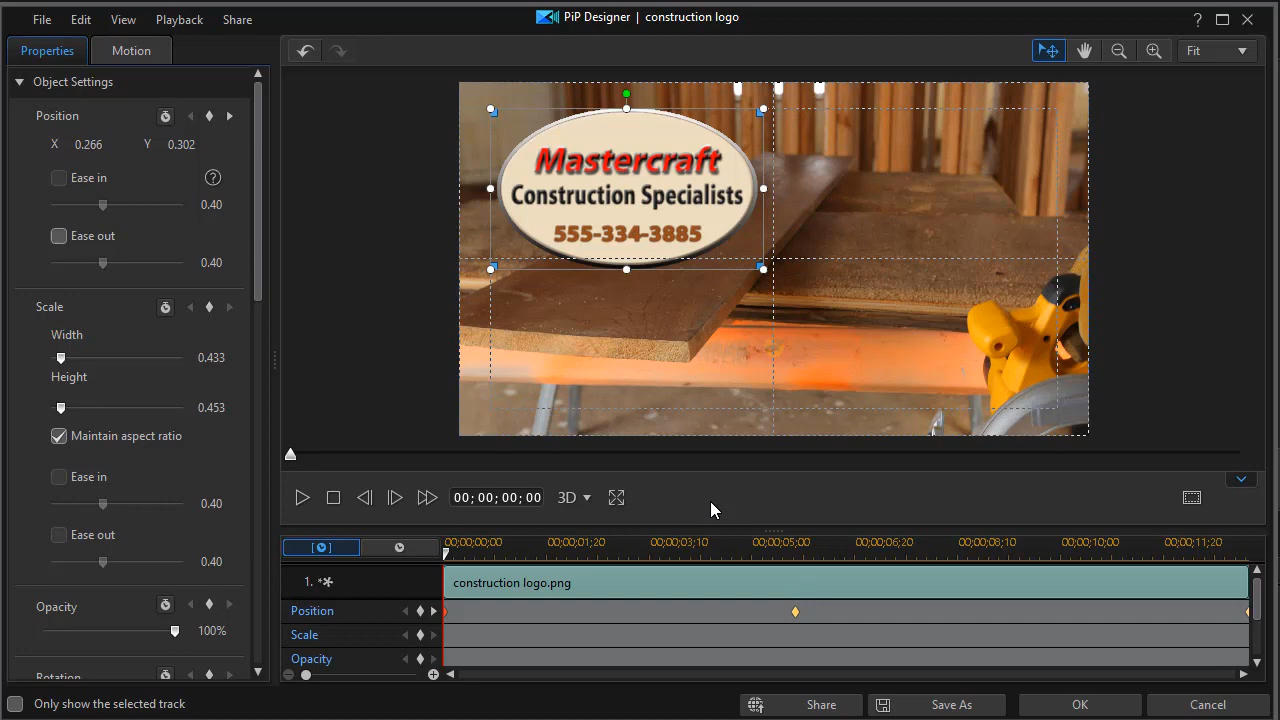 File Edit View Playback Share
PiP Designer | construction logo
?
Properties Motion
Fit
Object Settings
Position
X 0.266 Y 0.302
Ease in ?
0.40
Ease out
0.40
Scale
Width
0.433
Height
0.453
Maintain aspect ratio
Ease in
0.40
Ease out
0.40
Opacity
100%
Mastercraft
Construction Specialists
555-334-3885
00; 00; 00; 00 3D
00;00;00;00 00;00;01;20 00;00;03;10 00;00;05;00 00;00;06;20 00;00;08;10 00;00;10;00 00;00;11;20
1. construction logo.png
Position
Scale
Opacity
Only show the selected track
Share Save As OK Cancel